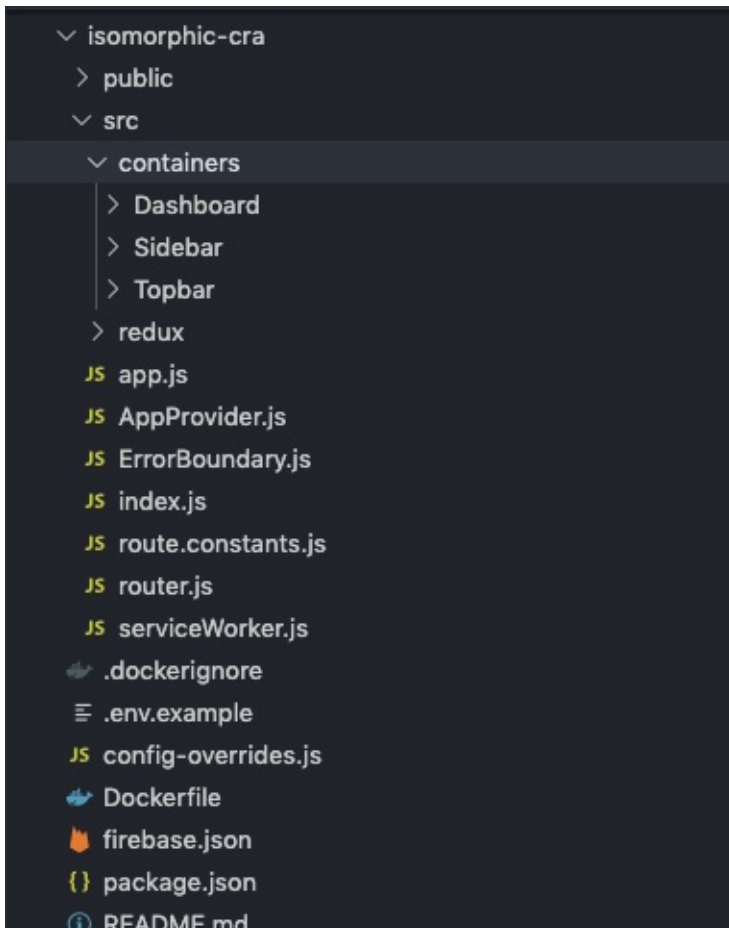 isomorphic-cra
public
src
containers
Dashboard
Sidebar
Topbar
redux
JS app.js
JS AppProvider.js
JS ErrorBoundary.js
JS index.js
JS route.constants.js
JS router.js
JS serviceWorker.js
.dockerignore
.env.example
JS config-overrides.js
Dockerfile
firebase.json
{} package.json
README.md